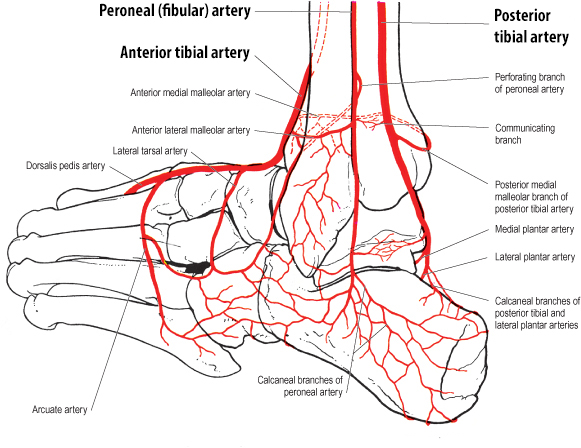 Peroneal (fibular) artery
Posterior
tibial artery
Anterior tibial artery
Perforating branch
of peroneal artery
Anterior medial malleolar artery
Anterior lateral malleolar artery
Communicating
branch
Lateral tarsal artery
Dorsalis pedis artery
Posterior medial
malleolar branch of
posterior tibial artery
Medial plantar artery
Lateral plantar artery
Calcaneal branches of
posterior tibial and
lateral plantar arteries
Calcaneal branches of
peroneal artery
Arcuate artery